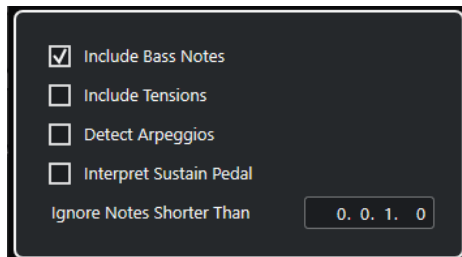 Include Bass Notes
Include Tensions
Detect Arpeggios
Interpret Sustain Pedal
Ignore Notes Shorter Than 0. 0. 1. 0